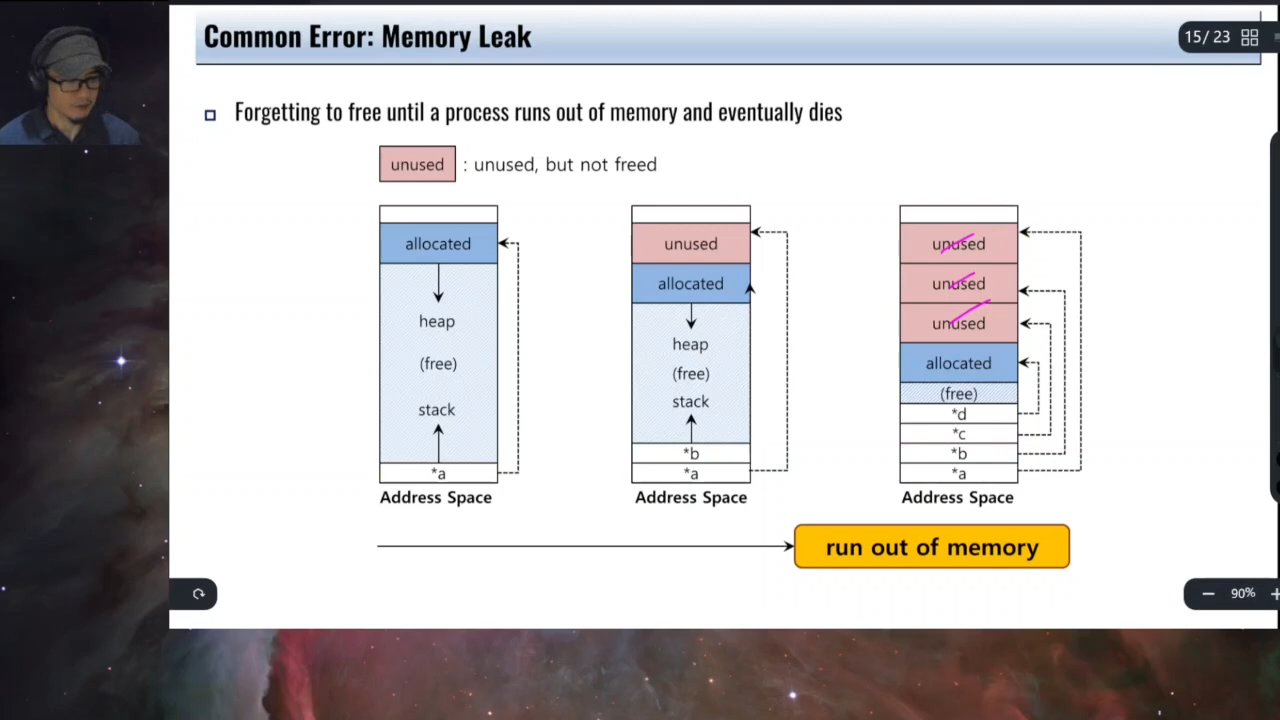 Common Error: Memory Leak
15/ 23
Forgetting to free until a process runs out of memory and eventually dies
unused : unused, but not freed
allocated
heap
(free)
stack
*a
Address Space
unused
allocated
heap
(free)
stack
*b
*a
Address Space
unused
unused
unused
allocated
(free)
*d
*c
*b
*a
Address Space
run out of memory
90%